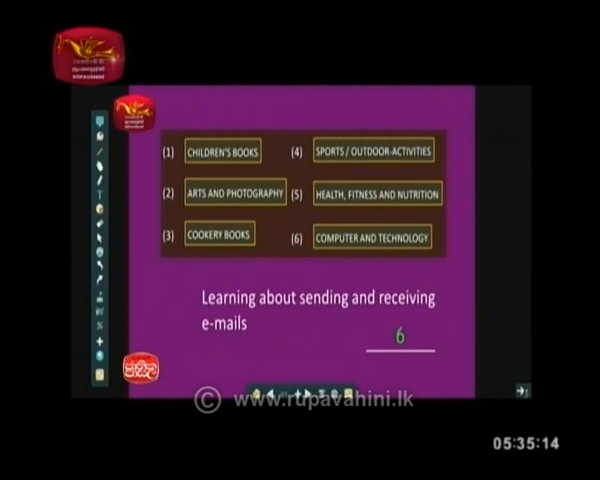 RUPAVAHINI
(1) CHILDREN'S BOOKS (4) SPORTS / OUTDOOR-ACTIVITIES
(2) ARTS AND PHOTOGRAPHY (5) HEALTH, FITNESS AND NUTRITION
(3) COOKERY BOOKS (6) COMPUTER AND TECHNOLOGY
Learning about sending and receiving
e-mails
6
© www.rupavahini.lk
05:35:14